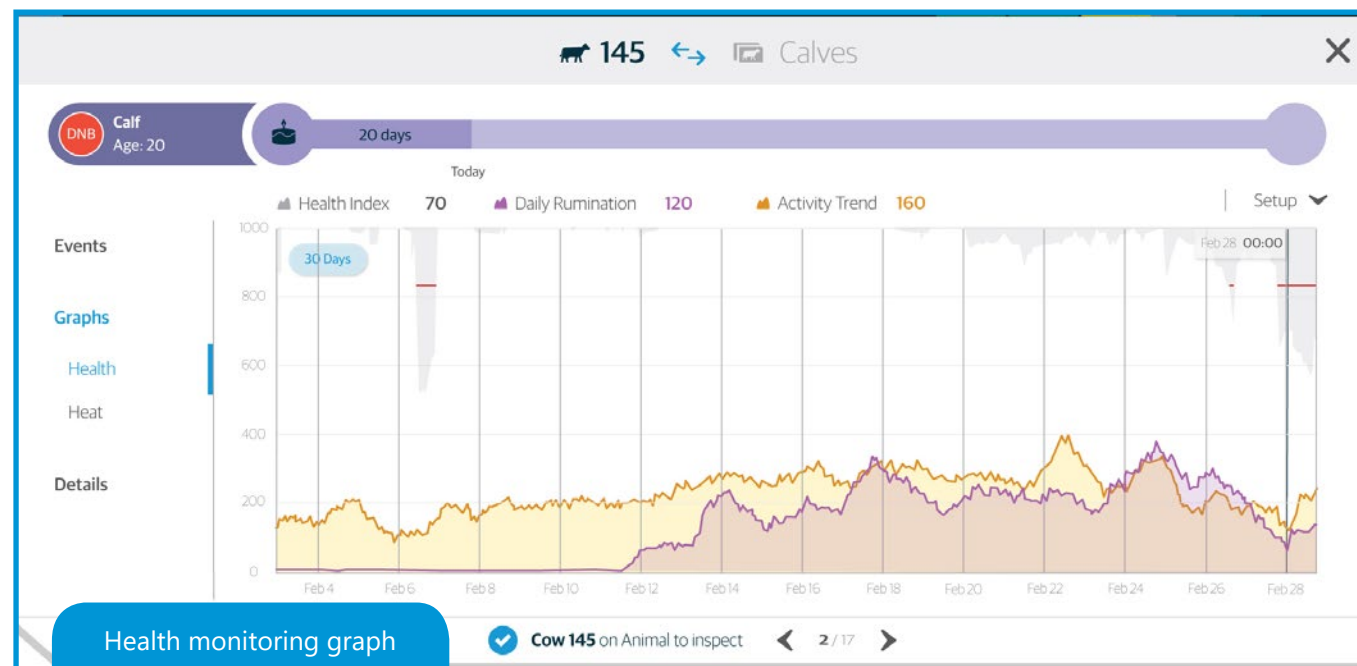 145 Calves
DNB
Calf
Age: 20
20 days
Today
Health Index 70 Daily Rumination 120 Activity Trend 160
Setup
Events
Graphs
Health
Heat
Details
1000
800
600
400
200
0
30 Days
Feb 28 00:00
Feb 4 Feb 6 Feb 8 Feb 10 Feb 12 Feb 14 Feb 16 Feb 18 Feb 20 Feb 22 Feb 24 Feb 26 Feb 28
Health monitoring graph
Cow 145 on Animal to inspect 2 / 17